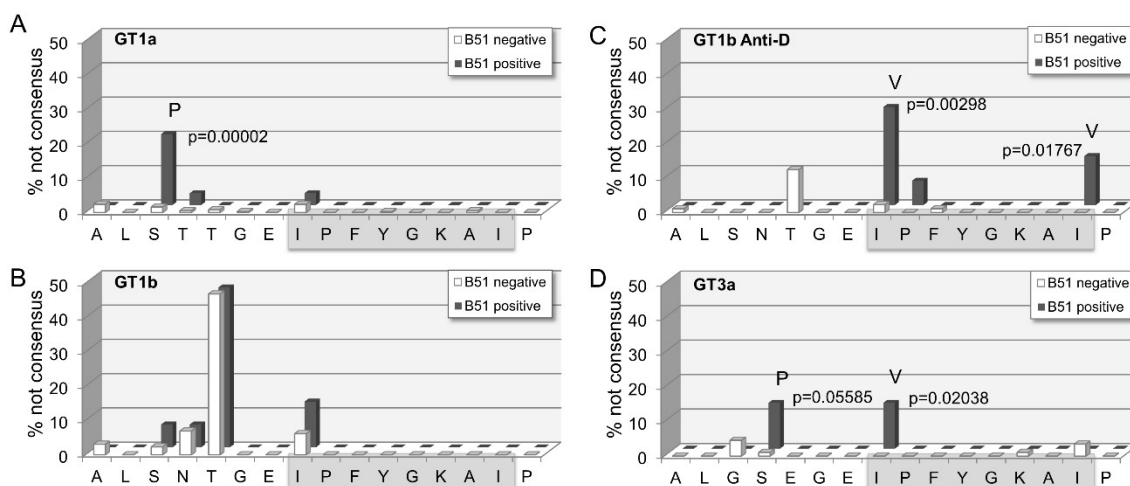 A
GT1a
B51 negative
B51 positive
% not consensus
50
40
30
20
10
0
P
p=0.00002
A L S T T G E I P F Y G K A I P
B
GT1b
B51 negative
B51 positive
% not consensus
50
40
30
20
10
0
A L S N T G E I P F Y G K A I P
C
GT1b Anti-D
B51 negative
B51 positive
% not consensus
50
40
30
20
10
0
V
p=0.00298
V
p=0.01767
A L S N T G E I P F Y G K A I P
D
GT3a
B51 negative
B51 positive
% not consensus
50
40
30
20
10
0
P
p=0.05585
V
p=0.02038
A L G S E G E I P F Y G K A I P